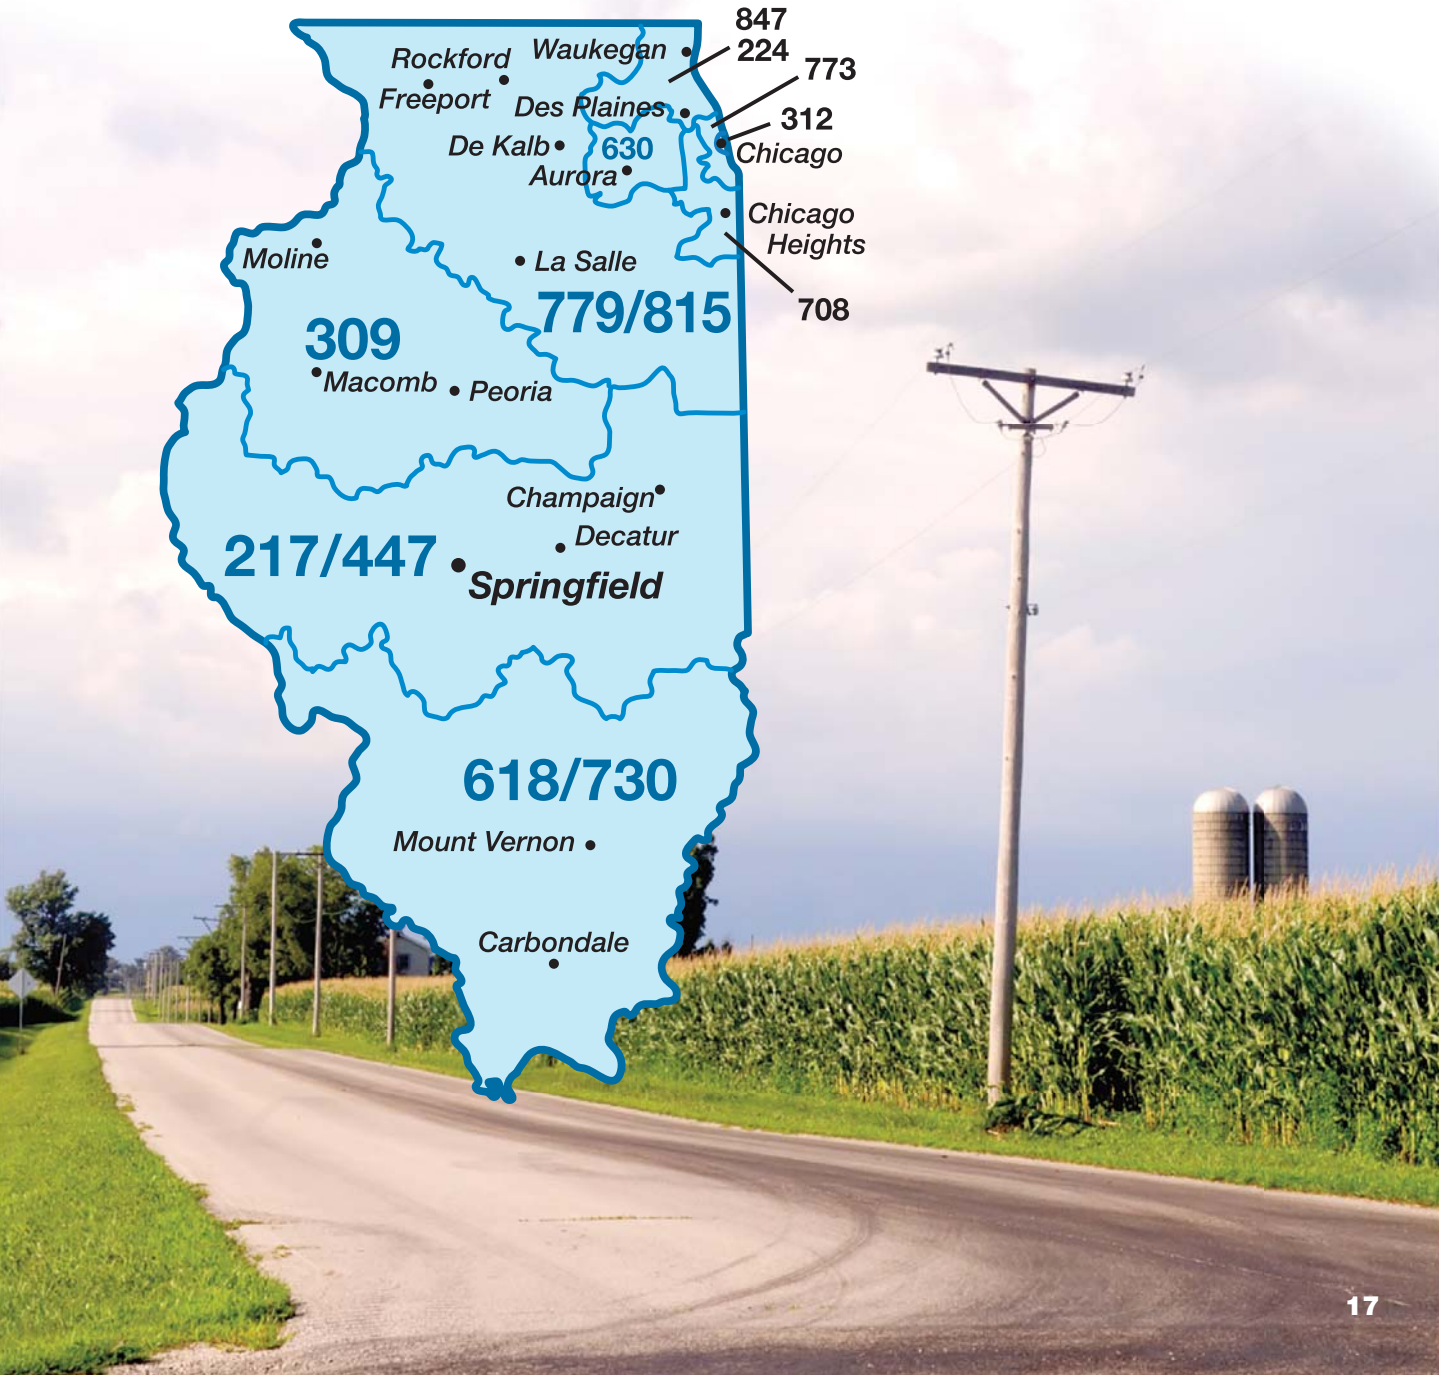 847
224
773
312
Chicago
Waukegan
Rockford
Freeport
Des Plaines
De Kalb
630
Aurora
Chicago
Heights
Moline
La Salle
779/815
708
309
Macomb
Peoria
Champaign
Decatur
217/447
Springfield
618/730
Mount Vernon
Carbondale
17